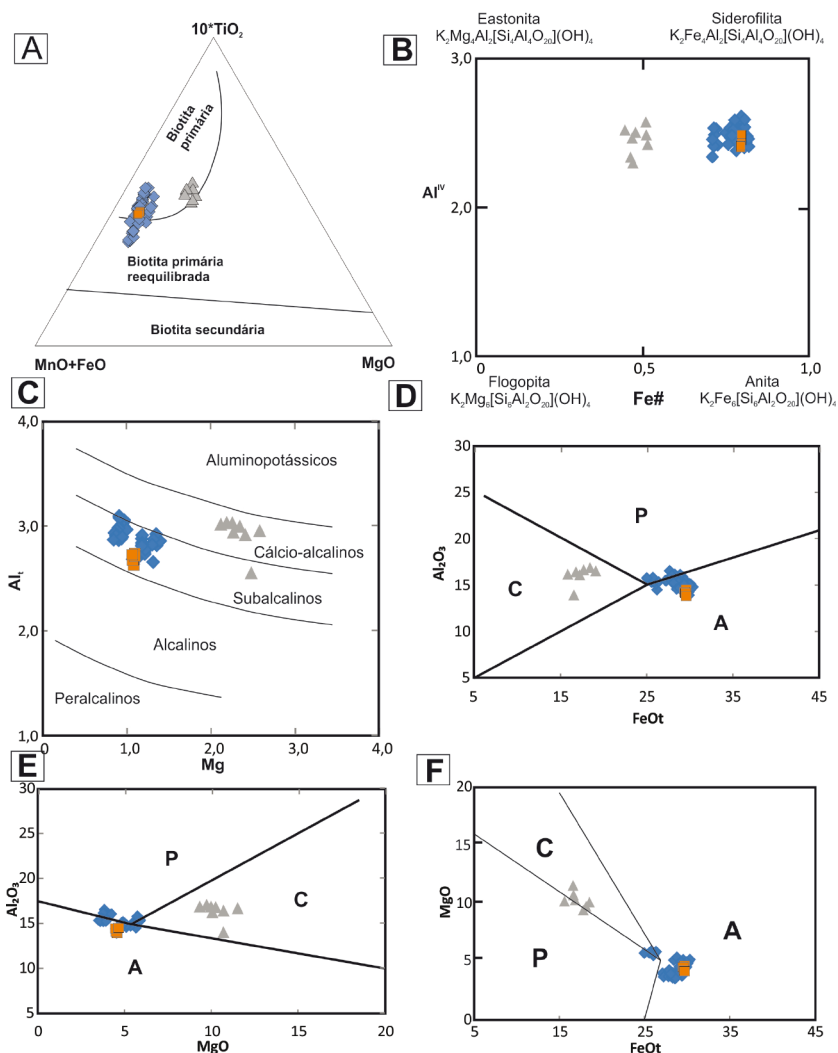 A
10*TiO₂
Biotita
primária
Biotita primária
reequilibrada
Biotita secundária
MnO+FeO
MgO
B
Eastonita
K₂Mg₄Al₂[Si₄Al₄O₂₀](OH)₄
Siderofilita
K₂Fe₄Al₂[Si₄Al₄O₂₀](OH)₄
3,0
Alᴵⱽ
2,0
1,0
0
0,5
1,0
Flogopita
K₂Mg₆[Si₆Al₂O₂₀](OH)₄
Fe#
Anita
K₂Fe₆[Si₆Al₂O₂₀](OH)₄
C
4,0
Aluminopotássicos
3,0
Cálcio-alcalinos
Alₜ
Subalcalinos
2,0
Alcalinos
Peralcalinos
1,0
0
1,0
2,0
3,0
4,0
Mg
D
30
25
P
20
Al₂O₃
15
C
A
10
5
5
15
25
35
45
FeOt
E
30
25
P
20
Al₂O₃
C
15
A
10
5
0
5
10
15
20
MgO
F
20
15
C
MgO
10
A
P
5
0
5
15
25
35
45
FeOt